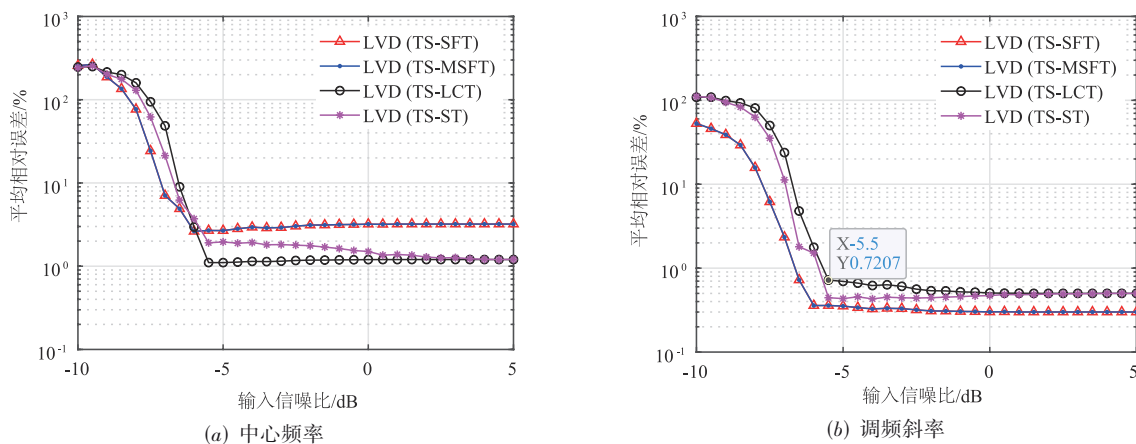 10³
10²
10¹
10⁰
10⁻¹
平均相对误差/%
LVD (TS-SFT)
LVD (TS-MSFT)
LVD (TS-LCT)
LVD (TS-ST)
-10
-5
0
5
输入信噪比/dB
(a) 中心频率
10³
10²
10¹
10⁰
10⁻¹
平均相对误差/%
LVD (TS-SFT)
LVD (TS-MSFT)
LVD (TS-LCT)
LVD (TS-ST)
X-5.5
Y0.7207
-10
-5
0
5
输入信噪比/dB
(b) 调频斜率